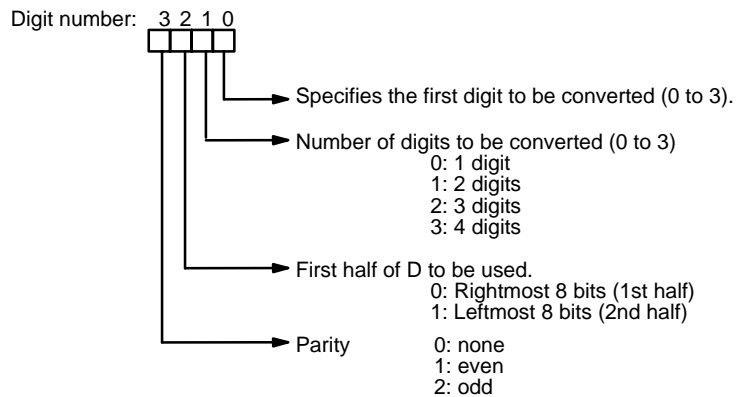 Digit number: 3 2 1 0
Specifies the first digit to be converted (0 to 3).
Number of digits to be converted (0 to 3)
0: 1 digit
1: 2 digits
2: 3 digits
3: 4 digits
First half of D to be used.
0: Rightmost 8 bits (1st half)
1: Leftmost 8 bits (2nd half)
Parity 0: none
1: even
2: odd